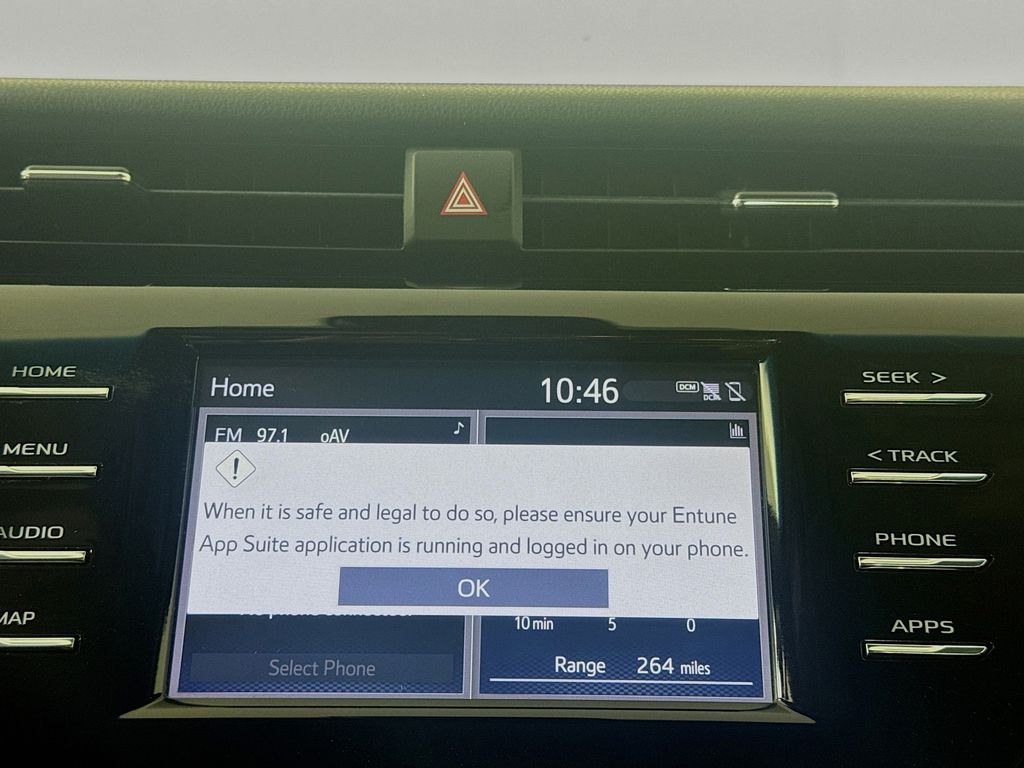 HOME
MENU
AUDIO
MAP
Home 10:46 DCM
DCM
FM 97.1
When it is safe and legal to do so, please ensure your Entune
App Suite application is running and logged in on your phone.
OK
10 min 5 0
Select Phone
Range 264 miles
SEEK >
< TRACK
PHONE
APPS